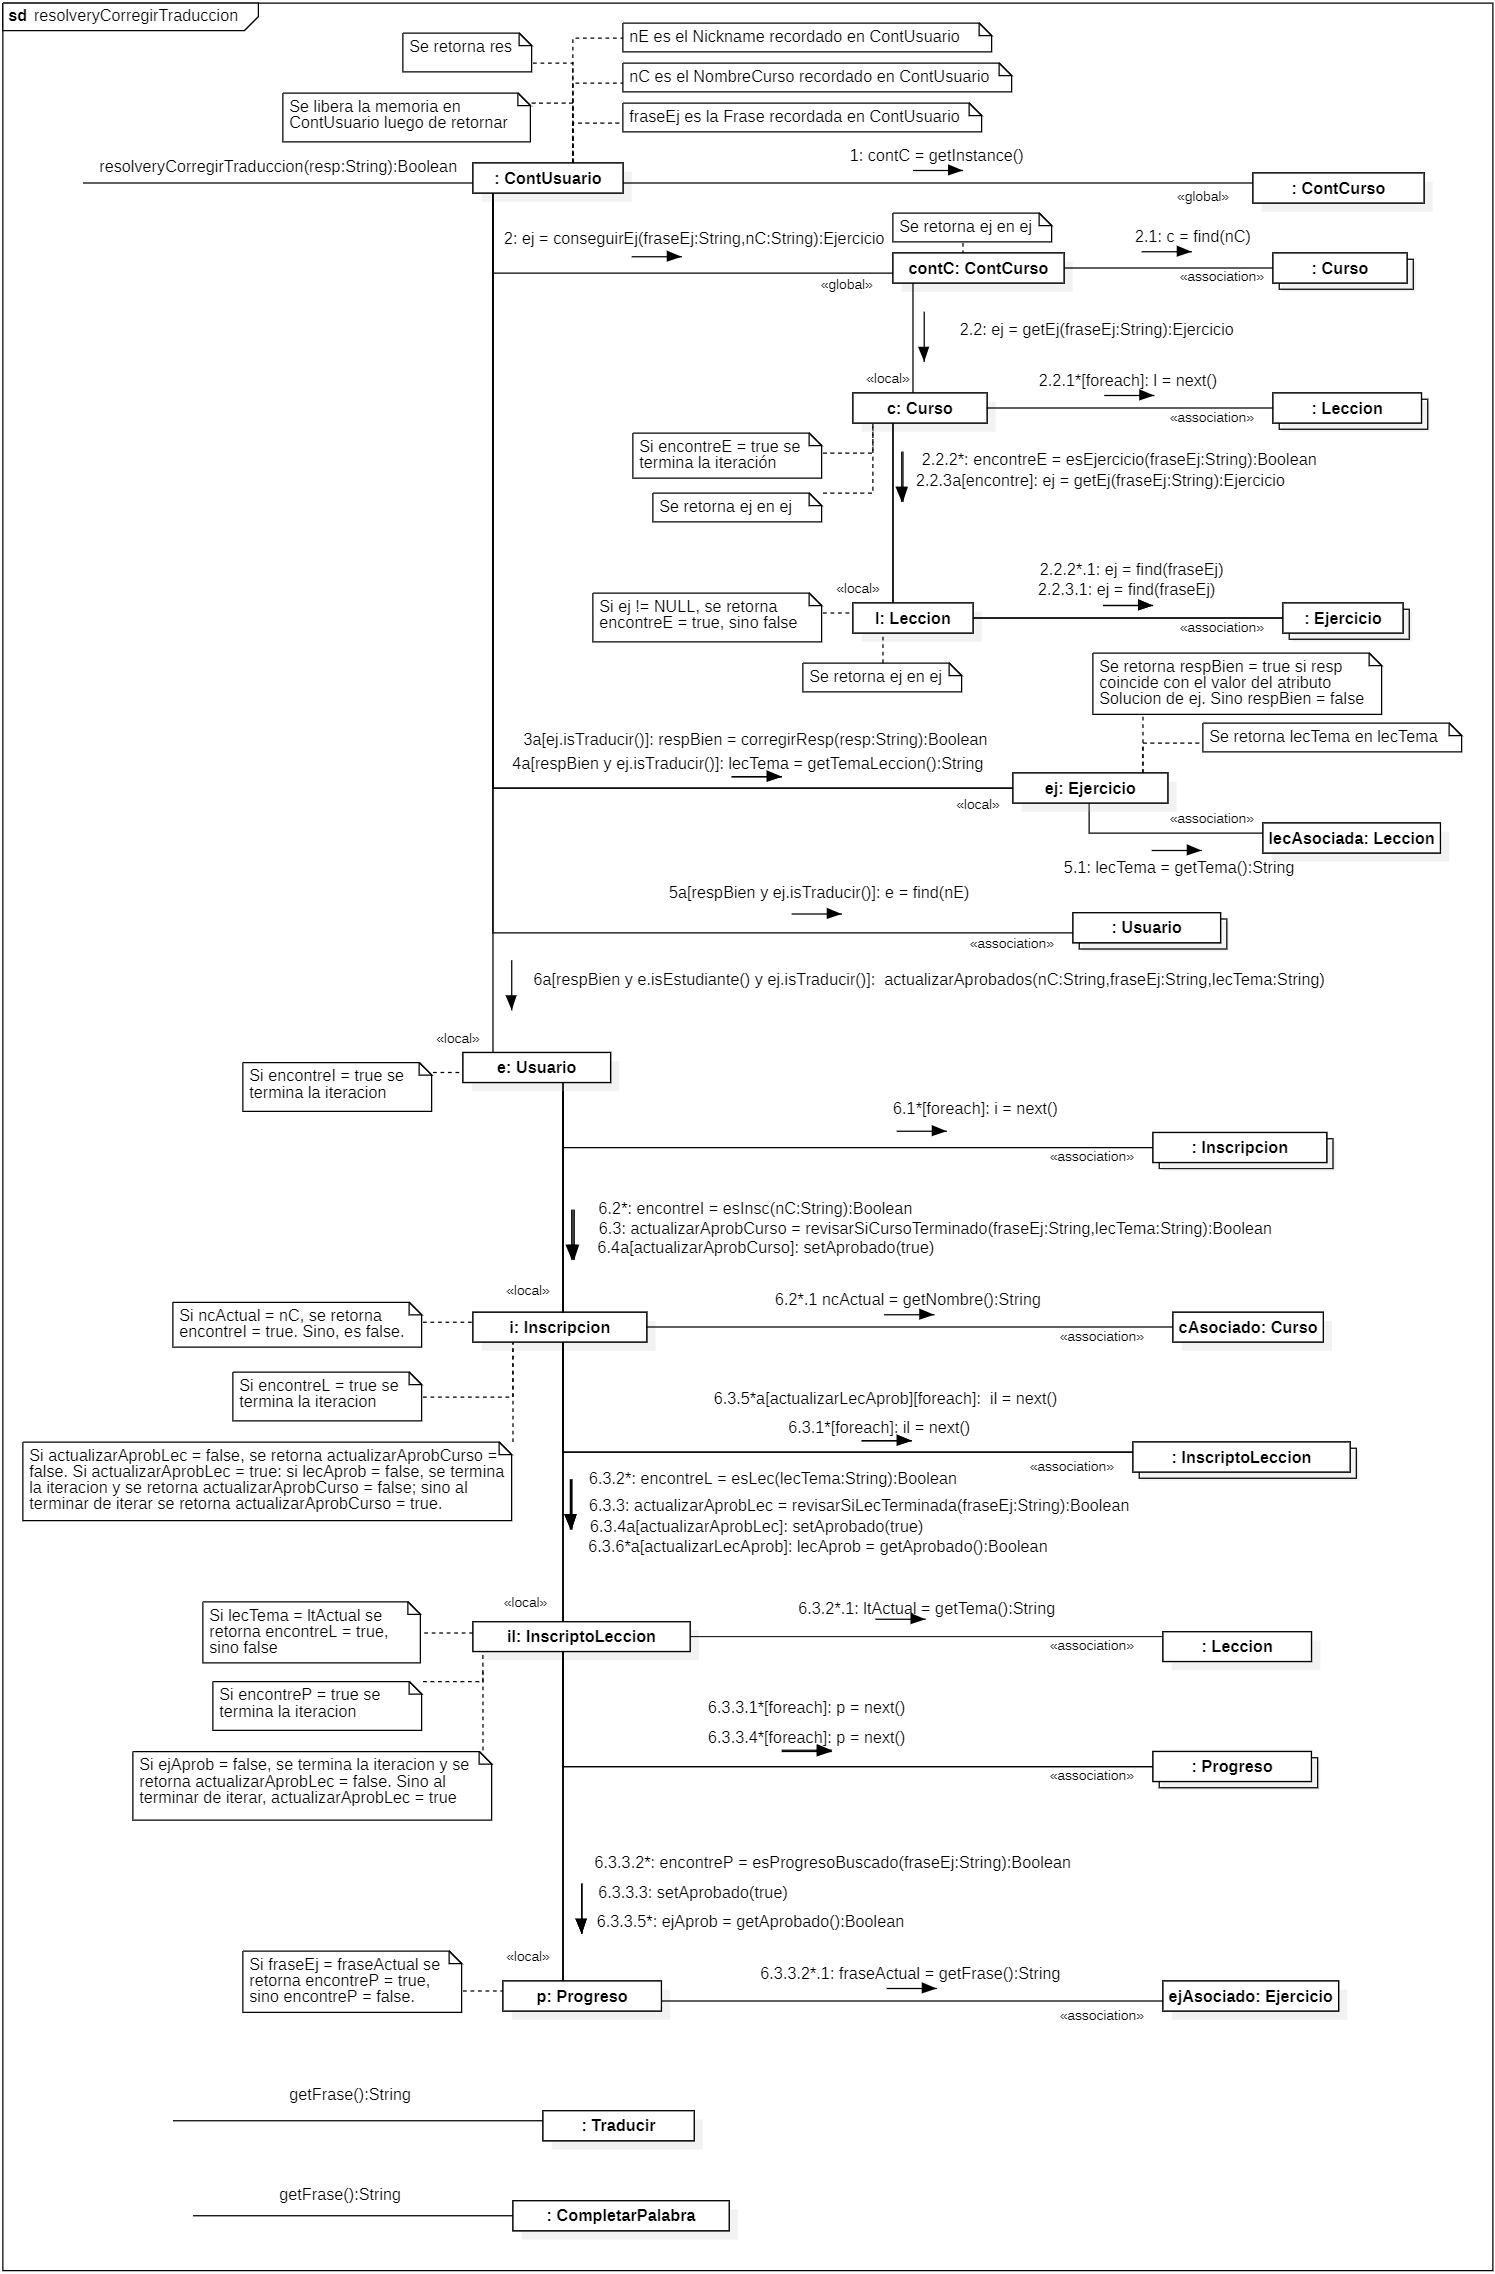 sd resolveryCorregirTraduccion
Se retorna res
nE es el Nickname recordado en ContUsuario
nC es el NombreCurso recordado en ContUsuario
Se libera la memoria en
ContUsuario luego de retornar
fraseEj es la Frase recordada en ContUsuario
resolveryCorregirTraduccion(resp:String):Boolean
: ContUsuario
1: contC = getInstance()
«global»
: ContCurso
2: ej = conseguirEj(fraseEj:String,nC:String):Ejercicio
Se retorna ej en ej
«global»
contC: ContCurso
2.1: c = find(nC)
«association»
: Curso
2.2: ej = getEj(fraseEj:String):Ejercicio
«local»
c: Curso
2.2.1*[foreach]: l = next()
«association»
: Leccion
Si encontreE = true se
termina la iteración
Se retorna ej en ej
2.2.2*: encontreE = esEjercicio(fraseEj:String):Boolean
2.2.3a[encontre]: ej = getEj(fraseEj:String):Ejercicio
«local»
Si ej != NULL, se retorna
encontreE = true, sino false
l: Leccion
2.2.2*.1: ej = find(fraseEj)
2.2.3.1: ej = find(fraseEj)
«association»
: Ejercicio
Se retorna ej en ej
Se retorna respBien = true si resp
coincide con el valor del atributo
Solucion de ej. Sino respBien = false
Se retorna lecTema en lecTema
3a[ej.isTraducir()]: respBien = corregirResp(resp:String):Boolean
4a[respBien y ej.isTraducir()]: lecTema = getTemaLeccion():String
«local»
ej: Ejercicio
«association»
lecAsociada: Leccion
5.1: lecTema = getTema():String
5a[respBien y ej.isTraducir()]: e = find(nE)
«association»
: Usuario
6a[respBien y e.isEstudiante() y ej.isTraducir()]:  actualizarAprobados(nC:String,fraseEj:String,lecTema:String)
«local»
e: Usuario
Si encontreI = true se
termina la iteracion
6.1*[foreach]: i = next()
«association»
: Inscripcion
6.2*: encontreI = esInsc(nC:String):Boolean
6.3: actualizarAprobCurso = revisarSiCursoTerminado(fraseEj:String,lecTema:String):Boolean
6.4a[actualizarAprobCurso]: setAprobado(true)
«local»
Si ncActual = nC, se retorna
encontreI = true. Sino, es false.
i: Inscripcion
6.2*.1 ncActual = getNombre():String
«association»
cAsociado: Curso
Si encontreL = true se
termina la iteracion
6.3.5*a[actualizarLecAprob][foreach]:  il = next()
6.3.1*[foreach]: il = next()
«association»
: InscriptoLeccion
Si actualizarAprobLec = false, se retorna actualizarAprobCurso =
false. Si actualizarAprobLec = true: si lecAprob = false, se termina
la iteracion y se retorna actualizarAprobCurso = false; sino al
terminar de iterar se retorna actualizarAprobCurso = true.
6.3.2*: encontreL = esLec(lecTema:String):Boolean
6.3.3: actualizarAprobLec = revisarSiLecTerminada(fraseEj:String):Boolean
6.3.4a[actualizarAprobLec]: setAprobado(true)
6.3.6*a[actualizarLecAprob]: lecAprob = getAprobado():Boolean
«local»
Si lecTema = ltActual se
retorna encontreL = true,
sino false
il: InscriptoLeccion
6.3.2*.1: ltActual = getTema():String
«association»
: Leccion
Si encontreP = true se
termina la iteracion
6.3.3.1*[foreach]: p = next()
6.3.3.4*[foreach]: p = next()
«association»
: Progreso
Si ejAprob = false, se termina la iteracion y se
retorna actualizarAprobLec = false. Sino al
terminar de iterar, actualizarAprobLec = true
6.3.3.2*: encontreP = esProgresoBuscado(fraseEj:String):Boolean
6.3.3.3: setAprobado(true)
6.3.3.5*: ejAprob = getAprobado():Boolean
«local»
Si fraseEj = fraseActual se
retorna encontreP = true,
sino encontreP = false.
p: Progreso
6.3.3.2*.1: fraseActual = getFrase():String
«association»
ejAsociado: Ejercicio
getFrase():String
: Traducir
getFrase():String
: CompletarPalabra